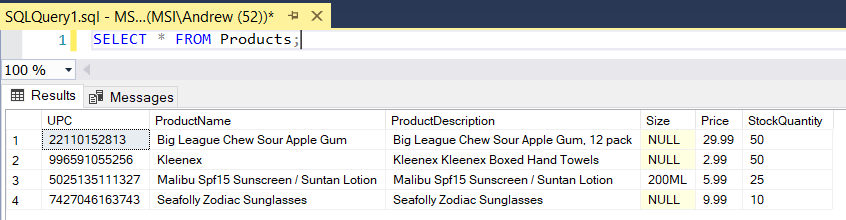 SQLQuery1.sql - MS...(MSI\Andrew (52))*
1 SELECT * FROM Products;
100 %
Results Messages
UPC ProductName ProductDescription Size Price StockQuantity
1 22110152813 Big League Chew Sour Apple Gum Big League Chew Sour Apple Gum, 12 pack NULL 29.99 50
2 996591055256 Kleenex Kleenex Kleenex Boxed Hand Towels NULL 2.99 50
3 5025135111327 Malibu Spf15 Sunscreen / Suntan Lotion Malibu Spf15 Sunscreen / Suntan Lotion 200ML 5.99 25
4 7427046163743 Seafolly Zodiac Sunglasses Seafolly Zodiac Sunglasses NULL 9.99 10